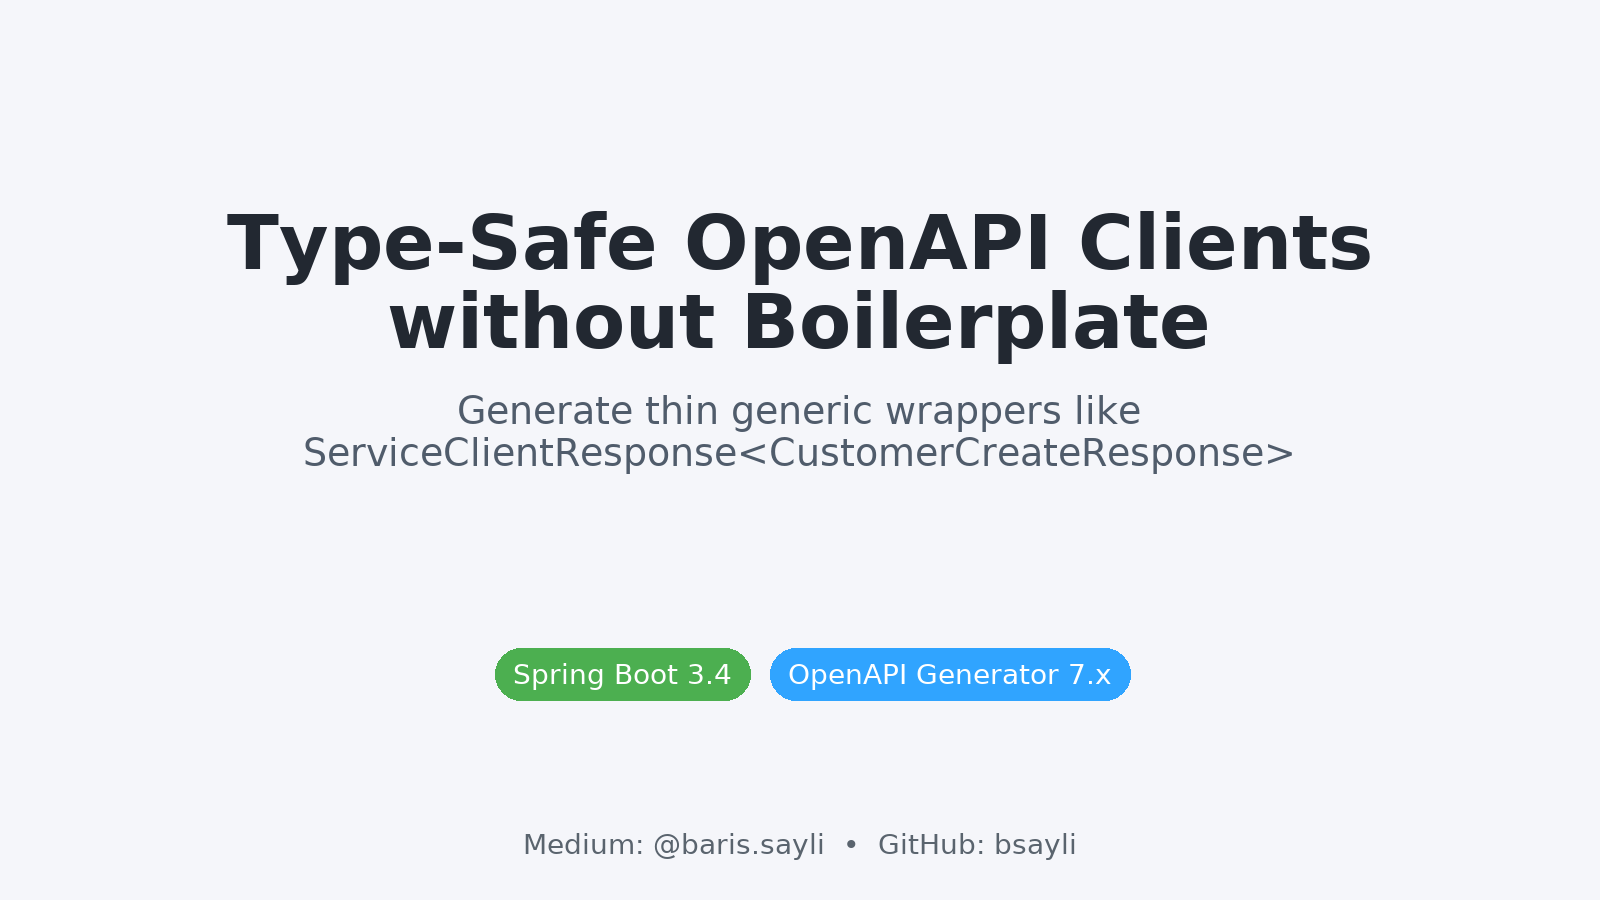 Type-Safe OpenAPI Clients
without Boilerplate
Generate thin generic wrappers like
ServiceClientResponse<CustomerCreateResponse>
Spring Boot 3.4
OpenAPI Generator 7.x
Medium: @baris.sayli • GitHub: bsayli